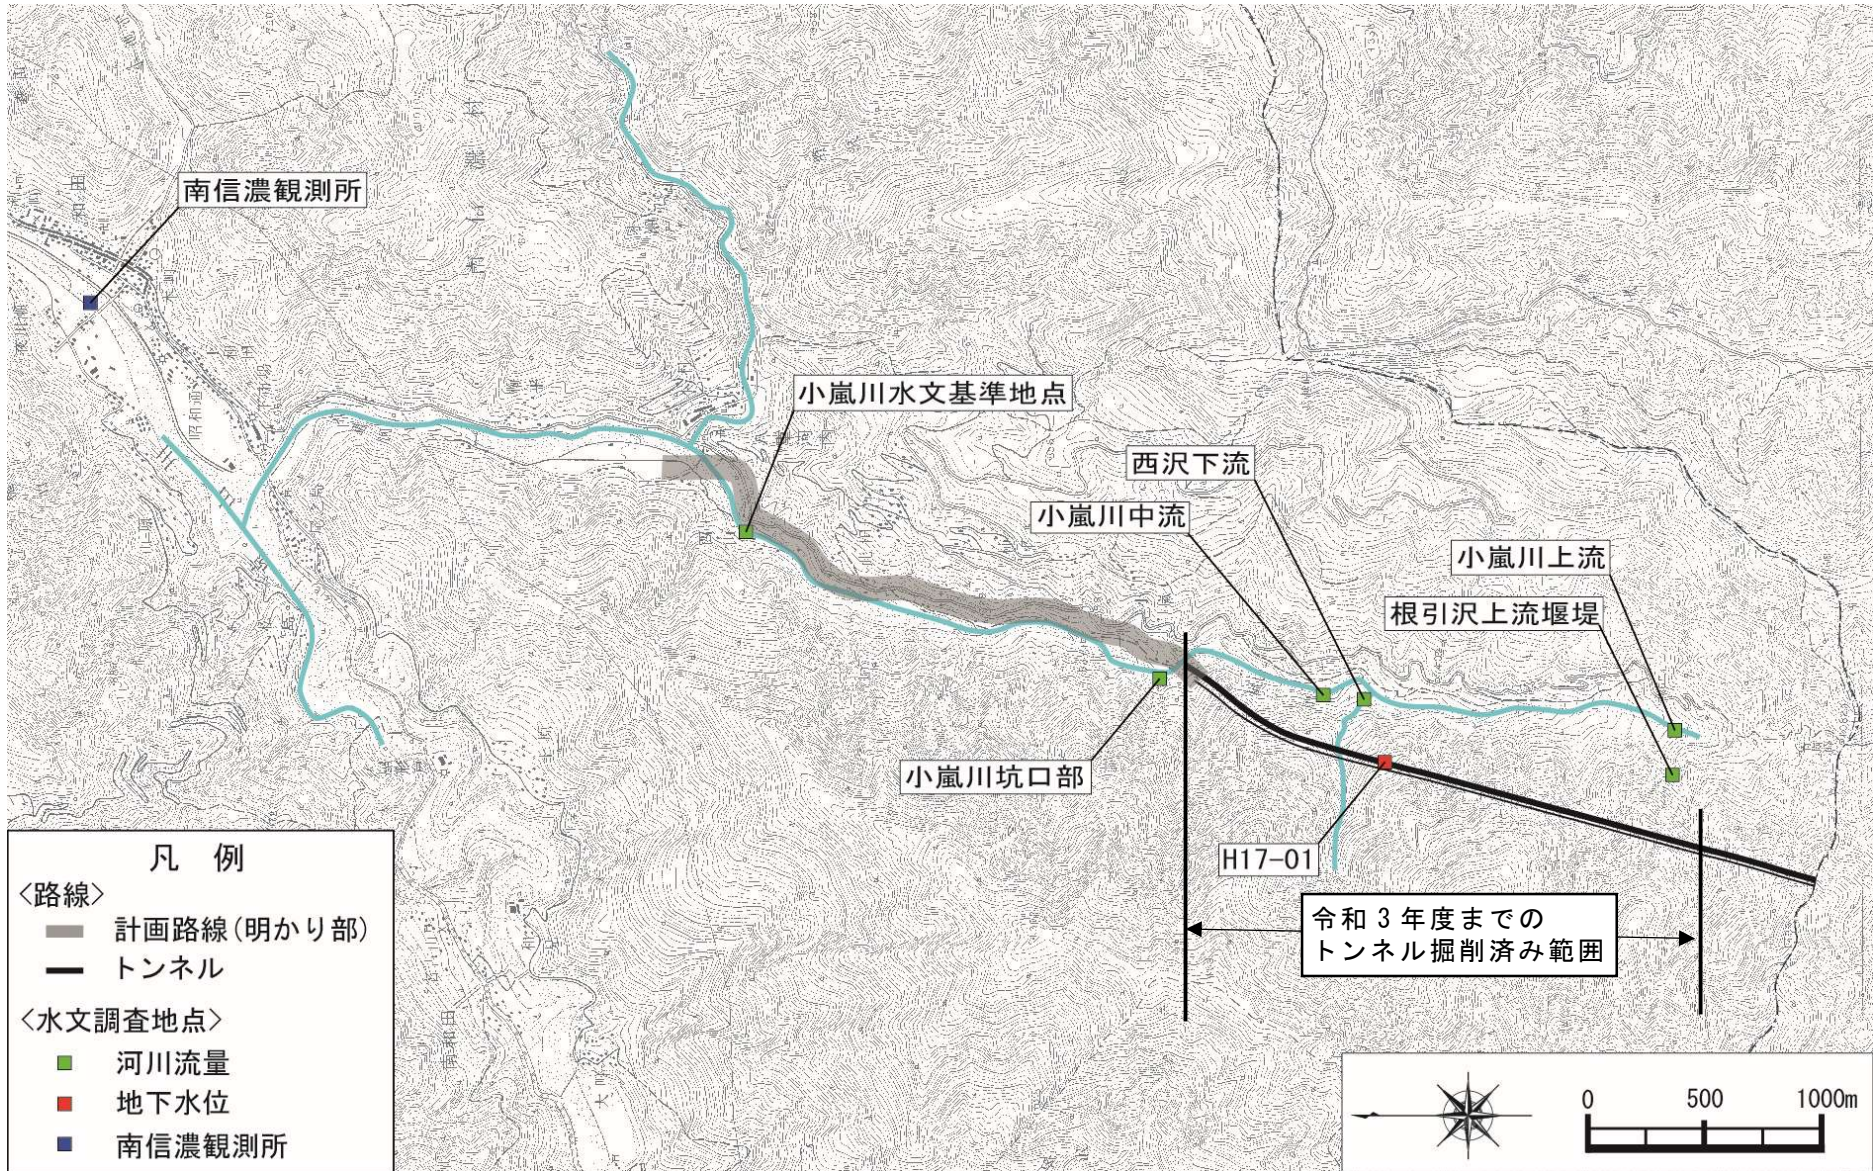 南信濃観測所
小嵐川水文基準地点
西沢下流
小嵐川中流
小嵐川上流
根引沢上流堰堤
小嵐川坑口部
H17-01
令和3年度までの
トンネル掘削済み範囲
凡 例
<路線>
計画路線(明かり部)
トンネル
<水文調査地点>
河川流量
地下水位
南信濃観測所
0 500 1000m